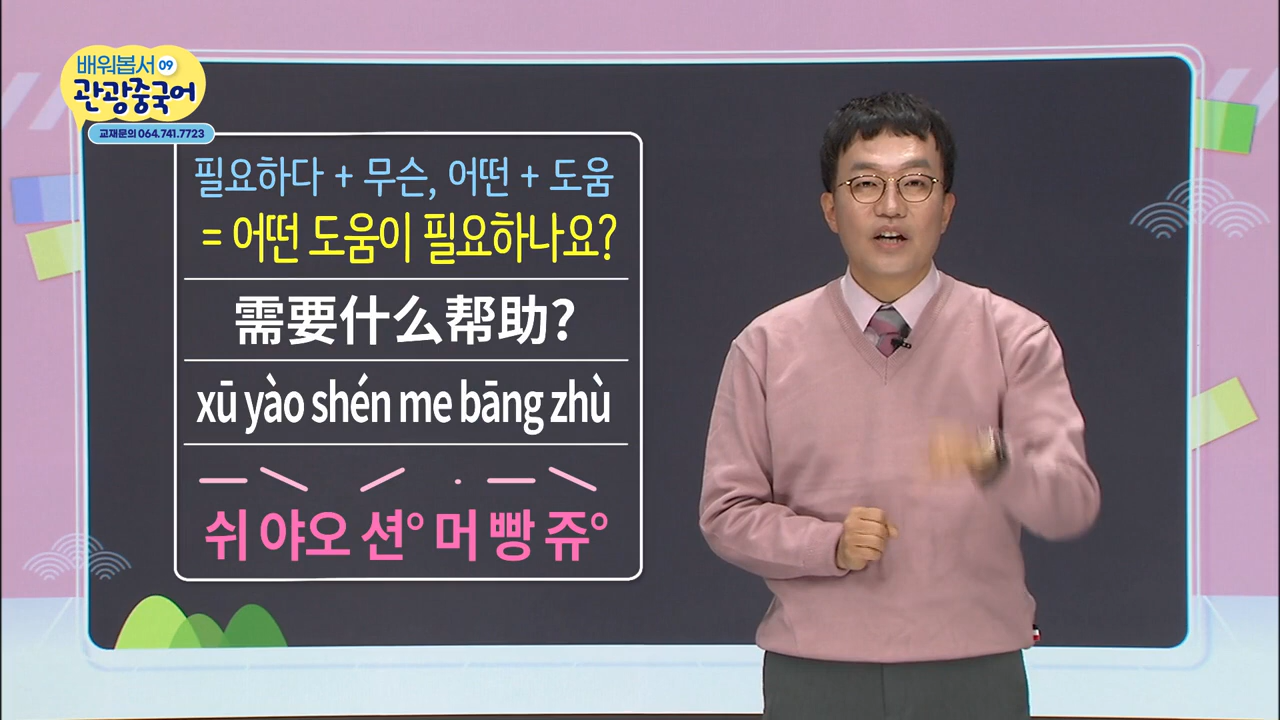 배워봅서 09
관광중국어
교재문의 064.741.7723
필요하다 + 무슨, 어떤 + 도움
= 어떤 도움이 필요하나요?
需要什么帮助?
xū yào shén me bāng zhù
쉬 야오 션° 머 빵 쥬°